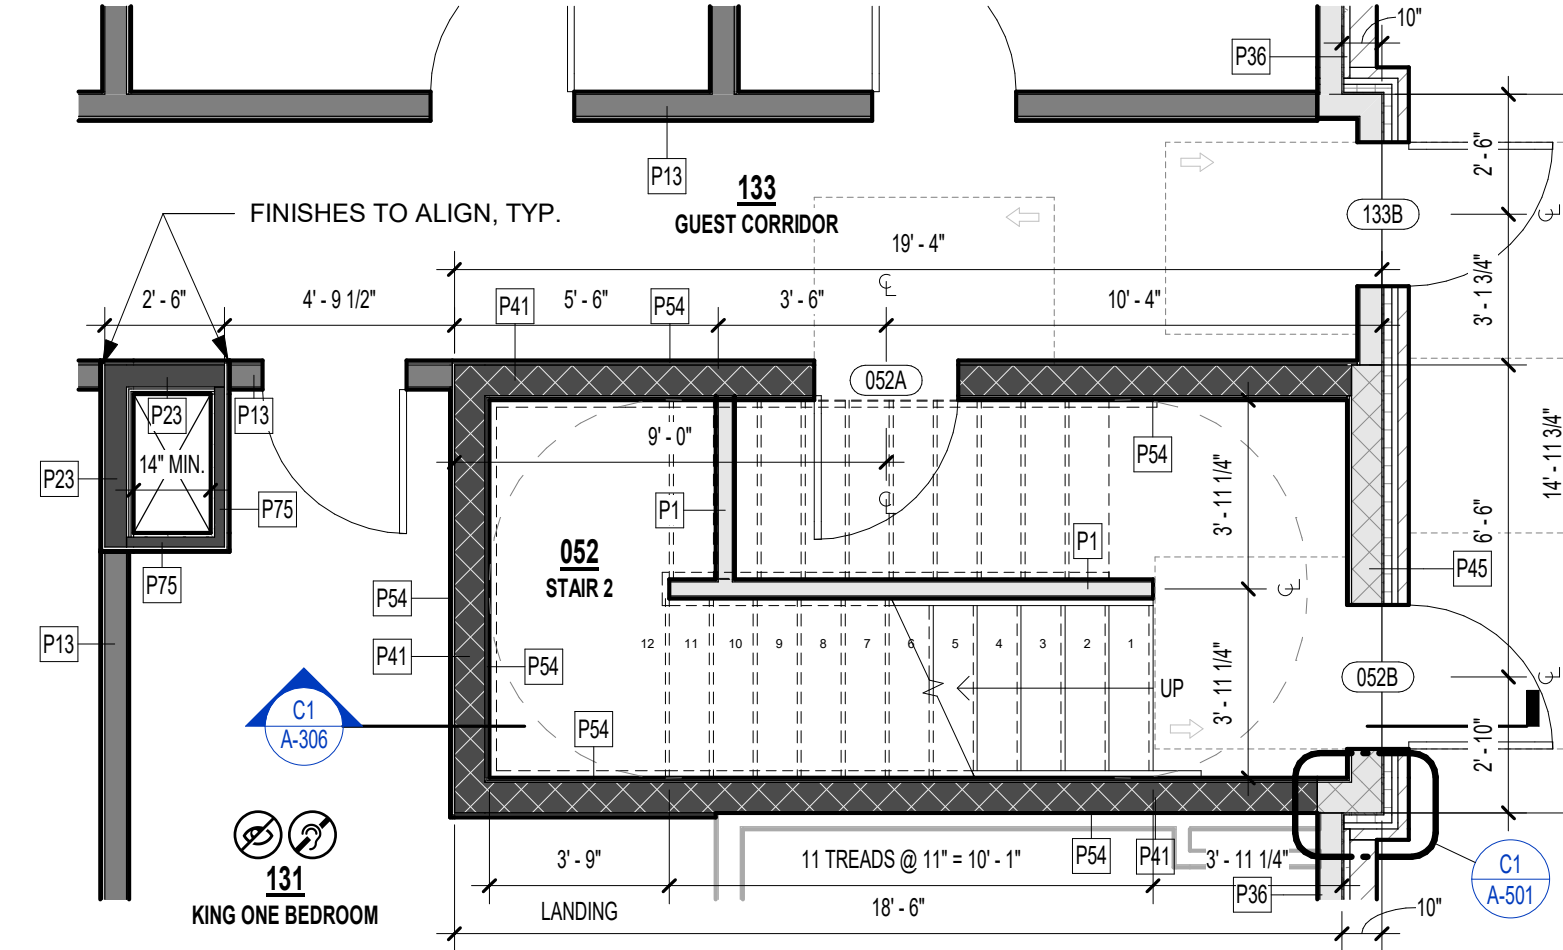 10"
P36
2' - 6"
P13
133
GUEST CORRIDOR
FINISHES TO ALIGN, TYP.
133B
19' - 4"
3' - 1 3/4"
2' - 6"
4' - 9 1/2"
P41
5' - 6"
P54
3' - 6"
10' - 4"
052A
P23
P13
9' - 0"
P54
14' - 11 3/4"
14" MIN.
P23
P75
P1
3' - 11 1/4"
6' - 6"
P75
052
STAIR 2
P1
P45
P54
P13
P41
P54
12
11
10
9
8
7
6
5
4
3
2
1
UP
3' - 11 1/4"
052B
C1
A-306
P54
2' - 10"
131
KING ONE BEDROOM
3' - 9"
11 TREADS @ 11" = 10' - 1"
P54
P41
3' - 11 1/4"
C1
A-501
LANDING
18' - 6"
P36
10"